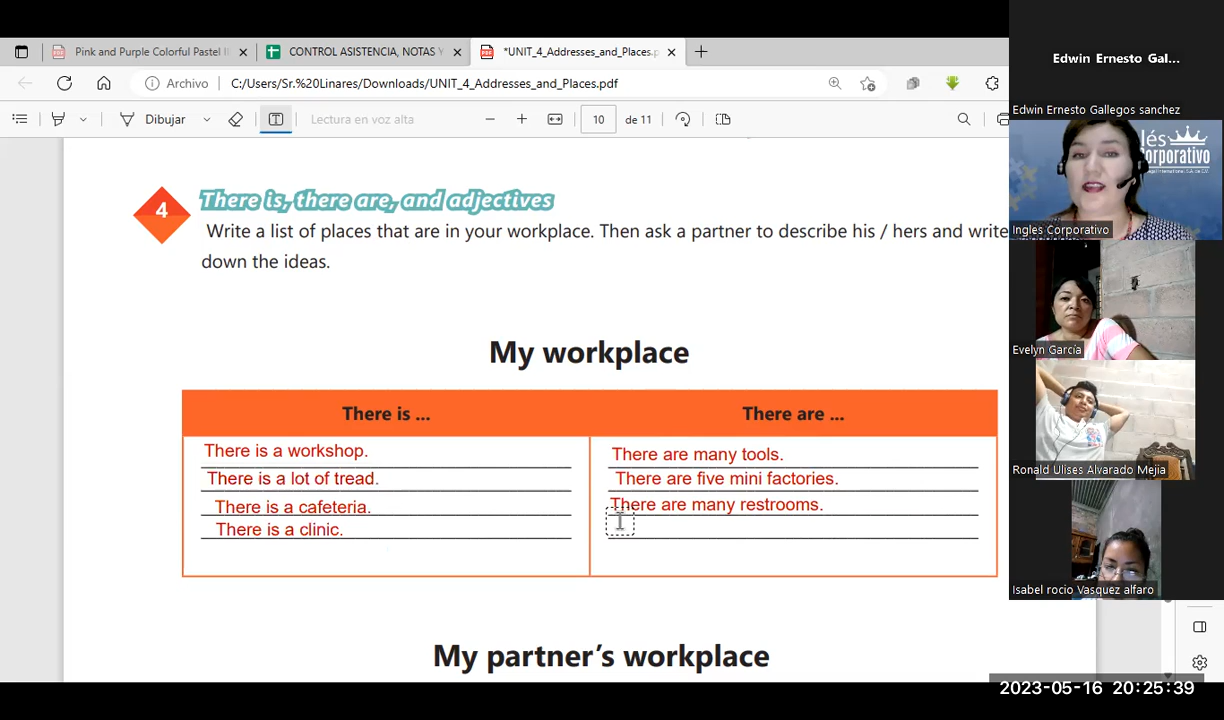 Edwin Ernesto Gal...
Pink and Purple Colorful Pastel Il
CONTROL ASISTENCIA, NOTAS Y
*UNIT_4_Addresses_and_Places.p
Archivo
C:/Users/Sr.%20Linares/Downloads/UNIT_4_Addresses_and_Places.pdf
Edwin Ernesto Gallegos sanchez
Dibujar
Lectura en voz alta
10
de 11
lés
Corporativo
4
There is, there are, and adjectives
Write a list of places that are in your workplace. Then ask a partner to describe his / hers and write
down the ideas.
Ingles Corporativo
Evelyn García
My workplace
There is ...
There are ...
There is a workshop.
There are many tools.
There is a lot of tread.
There are five mini factories.
There is a cafeteria.
There are many restrooms.
There is a clinic.
Ronald Ulises Alvarado Mejia
Isabel rocio Vasquez alfaro
My partner's workplace
2023-05-16 20:25:39